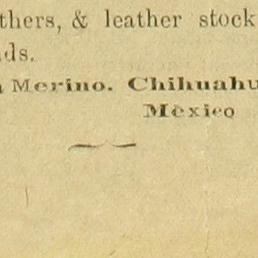 thers, & leather stock
ds.
Merino. Chihuahu
Mèxico